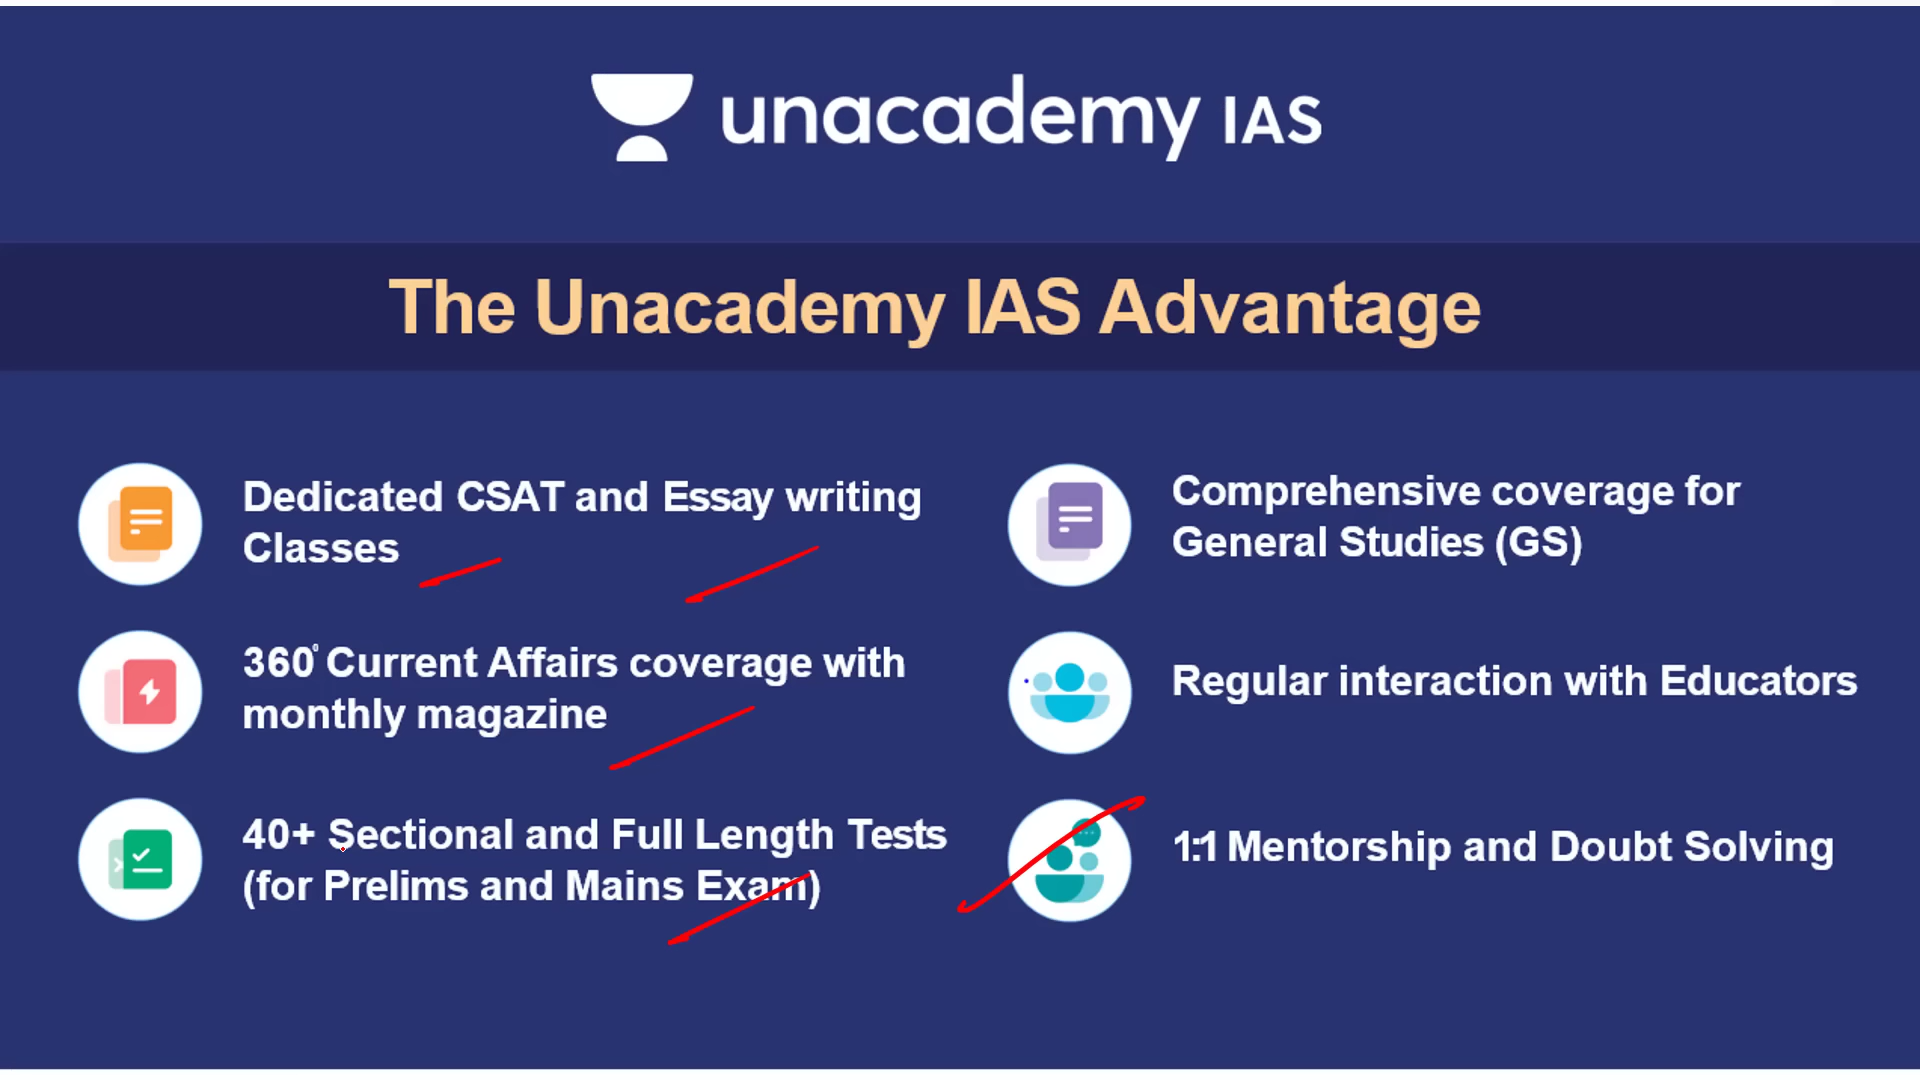 unacademy IAS
The Unacademy IAS Advantage
Dedicated CSAT and Essay writing
Classes
360° Current Affairs coverage with
monthly magazine
40+ Sectional and Full Length Tests
(for Prelims and Mains Exam)
Comprehensive coverage for
General Studies (GS)
Regular interaction with Educators
1:1 Mentorship and Doubt Solving